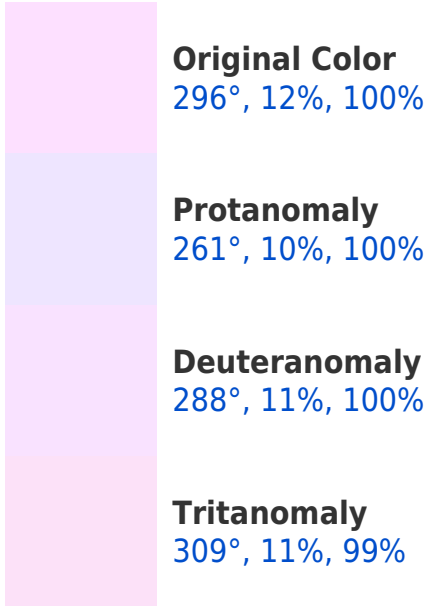 Original Color
296°, 12%, 100%
Protanomaly
261°, 10%, 100%
Deuteranomaly
288°, 11%, 100%
Tritanomaly
309°, 11%, 99%